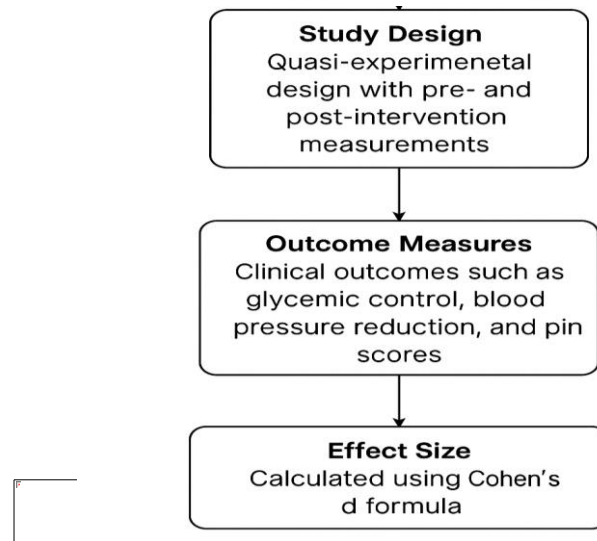 Study Design
Quasi-experimenetal
design with pre- and
post-intervention
measurements
Outcome Measures
Clinical outcomes such as
glycemic control, blood
pressure reduction, and pin
scores
Effect Size
Calculated using Cohen's
d formula